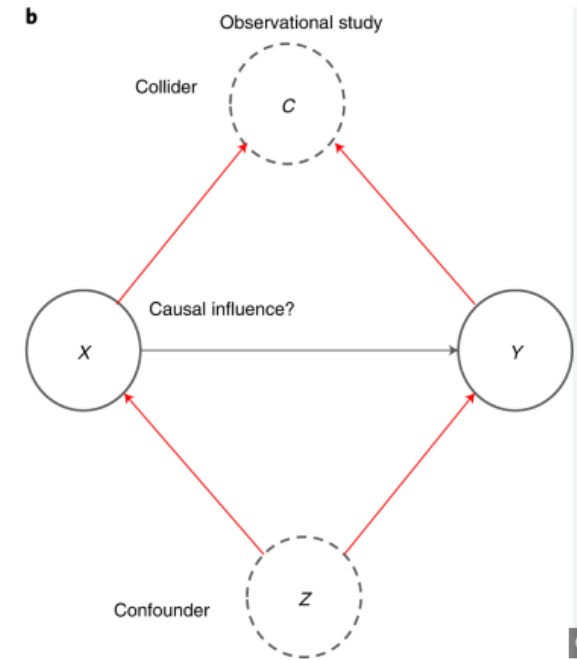 b
Observational study
Collider
C
Causal influence?
X
Y
Z
Confounder